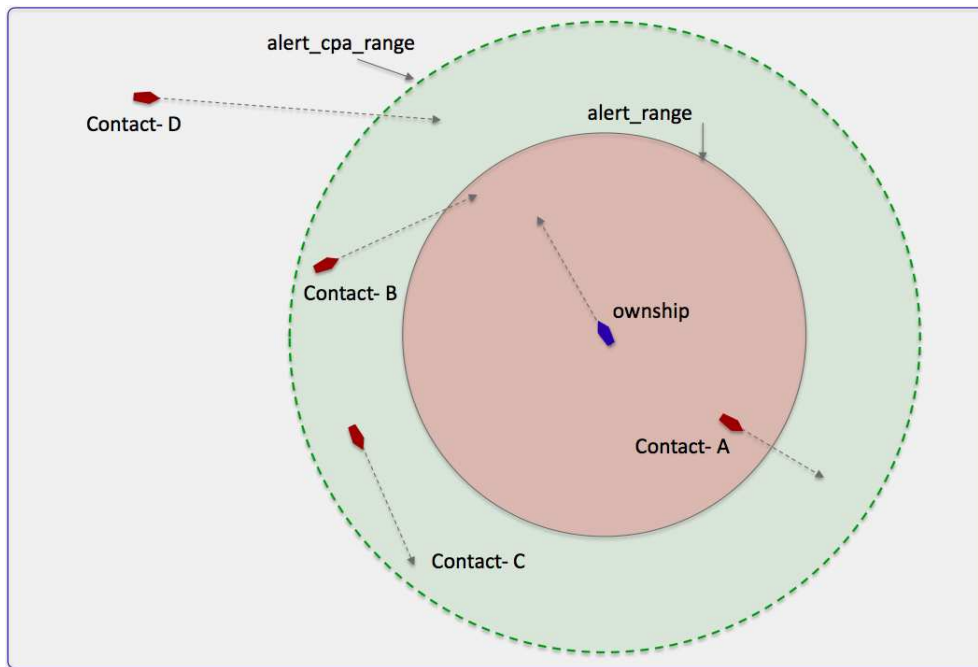 alert_cpa_range
alert_range
Contact- D
Contact- B
ownship
Contact- A
Contact- C